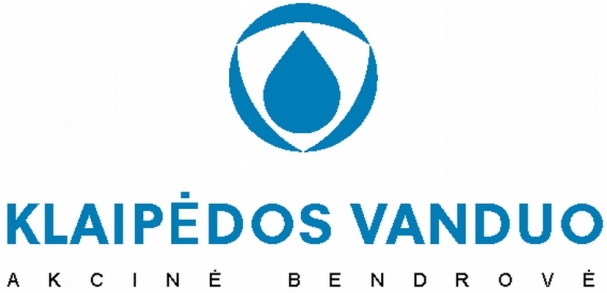 KLAIPĖDOS VANDUO
AKCINĖ BENDROVĖ